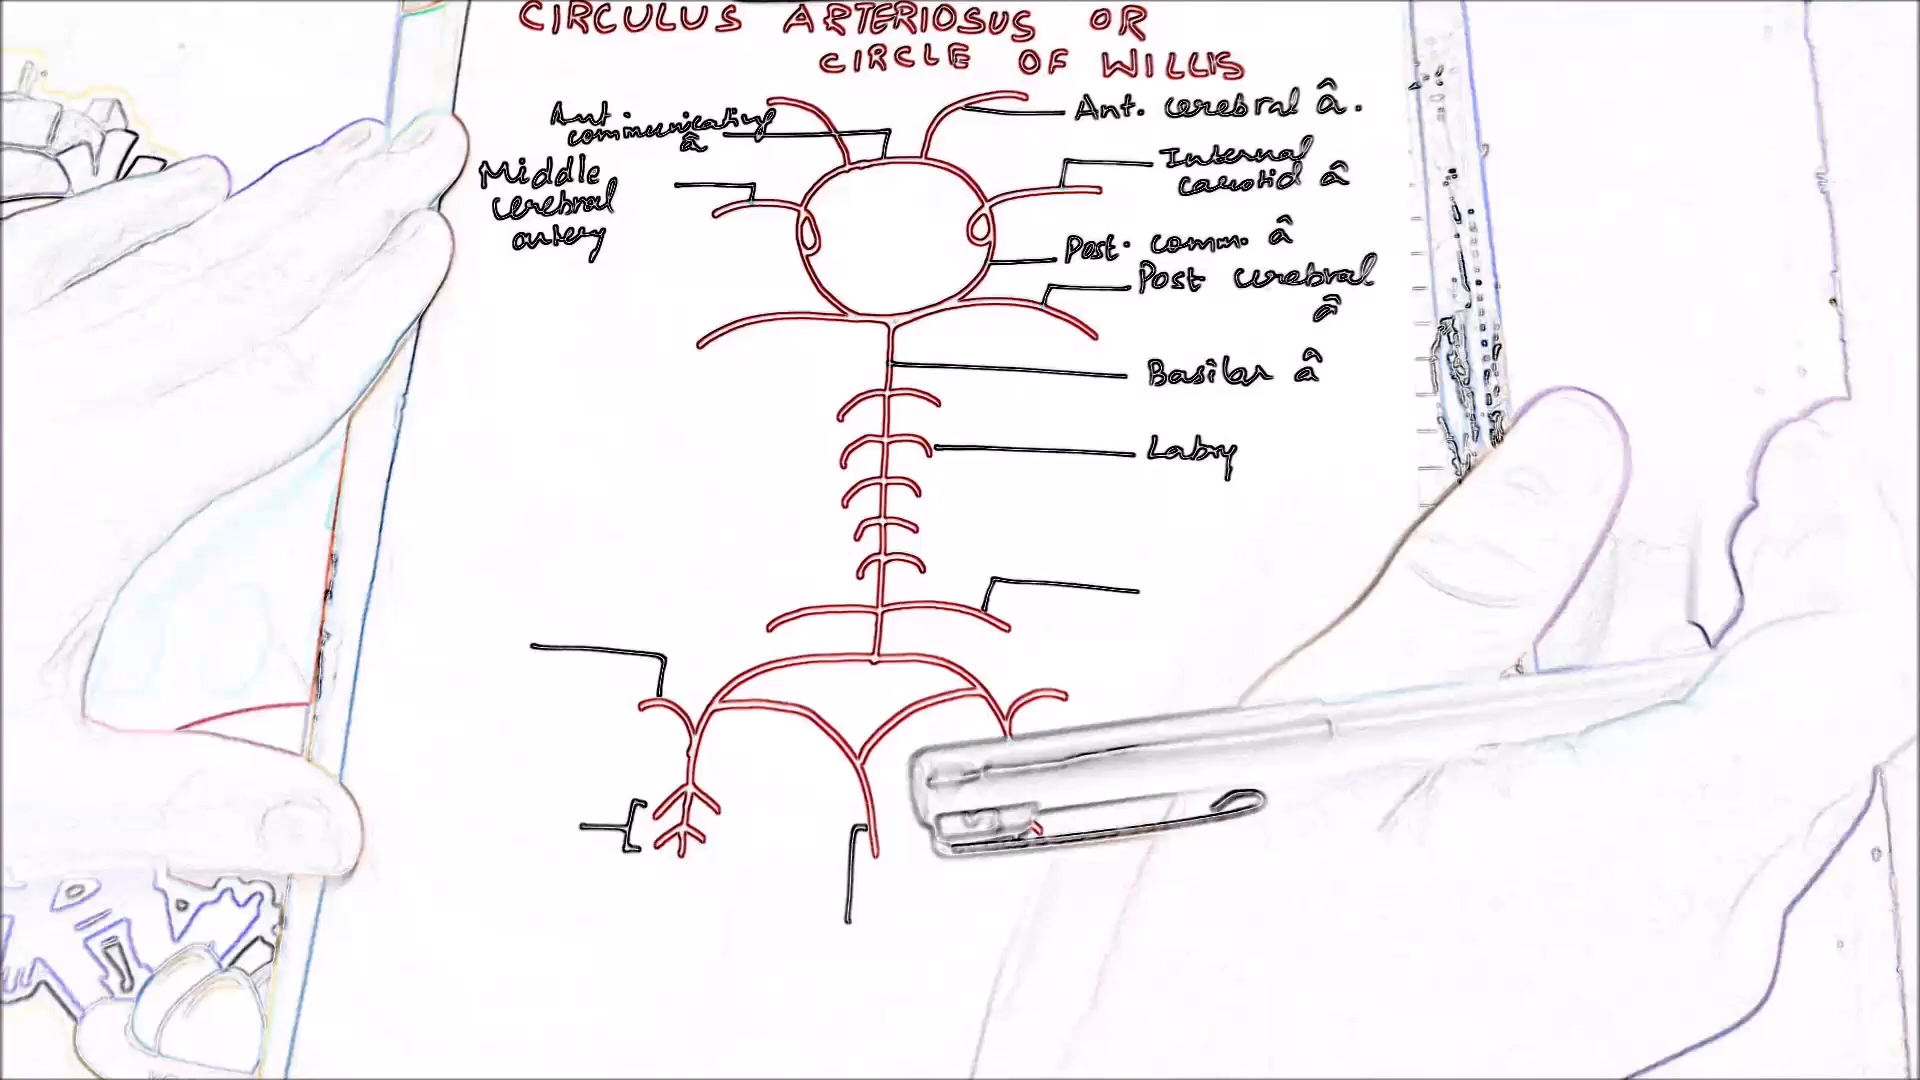 CIRCULUS ARTERIOSUS OR
CIRCLE OF WILLIS
Ant communicating â
Ant. cerebral â.
Middle cerebral artery
Internal carotid â
Post. comm. â
Post cerebral â
Basilar â
Laby